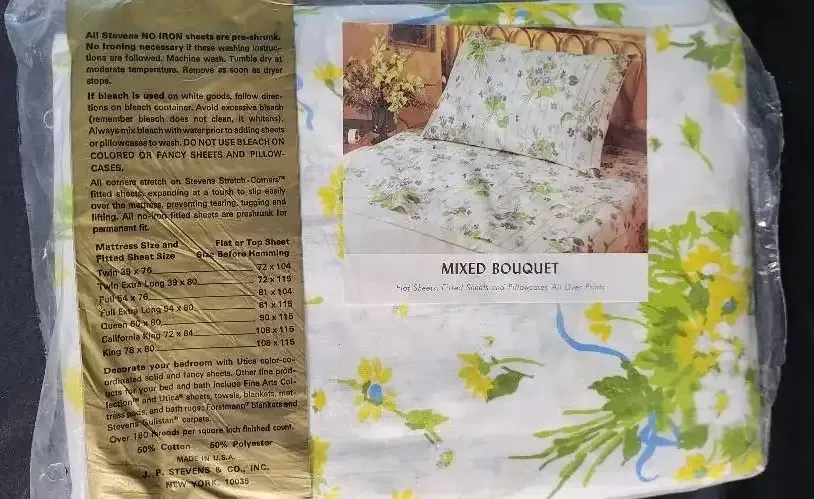 All Stevens NO IRON sheets are pre-shrunk.
No Ironing necessary if these washing instruc-
tions are followed. Machine wash. Tumble dry at
moderate temperature. Remove as soon as dryer
stops.
If bleach is used on white goods, follow direc-
tions on bleach container. Avoid excessive bleach
(remember bleach does not clean, it whitens).
Always mix bleach with water prior to adding sheets
or pillowcases to wash. DO NOT USE BLEACH ON
COLORED OR FANCY SHEETS AND PILLOW-
CASES.
All corners stretch on Stevens Stretch-Corners™
fitted sheets expanding at a touch to slip easily
over the mattress, preventing tearing, tugging and
lifting. All no-iron fitted sheets are preshrunk for
permanent fit.
Mattress Size and Flat or Top Sheet
Fitted Sheet Size Size Before Hemming
Twin 39 x 76 72 x 104
Twin Extra Long 39 x 80 72 x 115
Full 54 x 76 81 x 104
Full Extra Long 54 x 80 81 x 115
Queen 60 x 80 90 x 115
California King 72 x 84 108 x 115
King 78 x 80 108 x 115
Decorate your bedroom with Utica color-co-
ordinated solid and fancy sheets. Other fine prod-
ucts for your bed and bath include Fine Arts Col-
lection™ and Utica® sheets, towels, blankets, mat-
tress pads, and bath rugs; Forstmann® blankets and
Stevens Gulistan® carpets.
Over 180 threads per square inch finished count.
50% Cotton 50% Polyester
MADE IN U.S.A.
J. P. STEVENS & CO., INC.
NEW YORK, 10036
MIXED BOUQUET
Flat Sheets, Fitted Sheets and Pillowcases All Over Prints